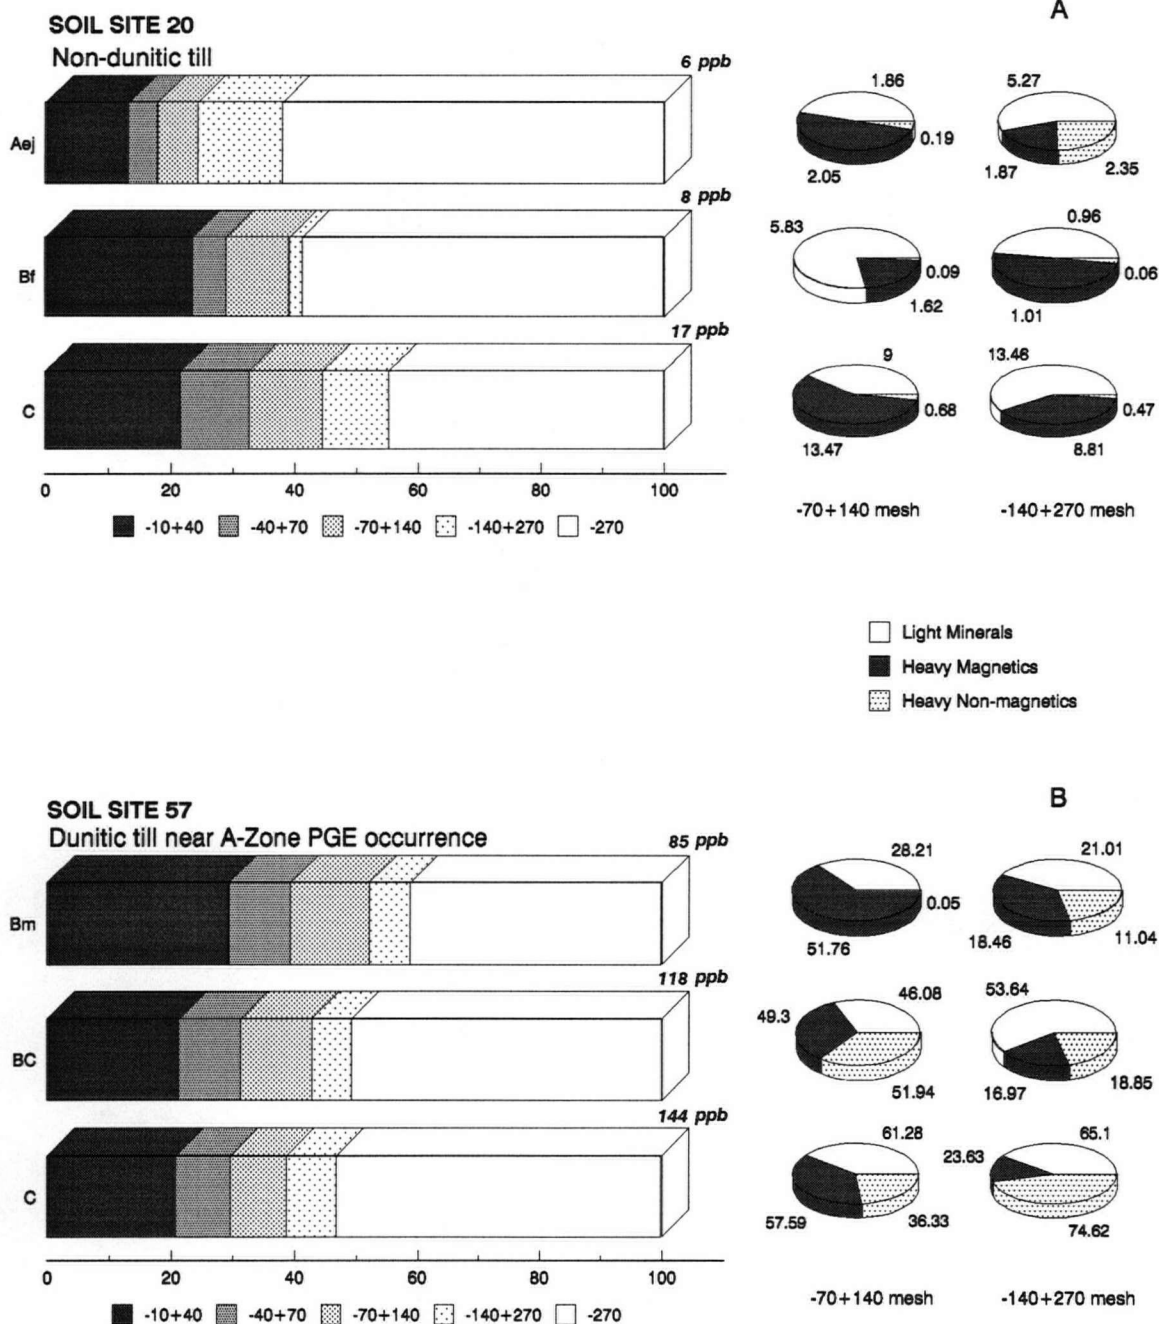 A
SOIL SITE 20
Non-dunitic till
6 ppb
Aej
1.86
0.19
2.05
5.27
1.87
2.35
8 ppb
Bf
5.83
0.09
1.62
0.96
0.06
1.01
17 ppb
C
9
0.68
13.47
13.46
0.47
8.81
0 20 40 60 80 100
-70+140 mesh -140+270 mesh
-10+40 -40+70 -70+140 -140+270 -270
Light Minerals
Heavy Magnetics
Heavy Non-magnetics
B
SOIL SITE 57
Dunitic till near A-Zone PGE occurrence
85 ppb
Bm
28.21
0.05
51.76
21.01
18.46
11.04
118 ppb
BC
49.3
46.08
51.94
53.64
16.97
18.85
144 ppb
C
61.28
57.59
36.33
23.63
65.1
74.62
0 20 40 60 80 100
-70+140 mesh -140+270 mesh
-10+40 -40+70 -70+140 -140+270 -270